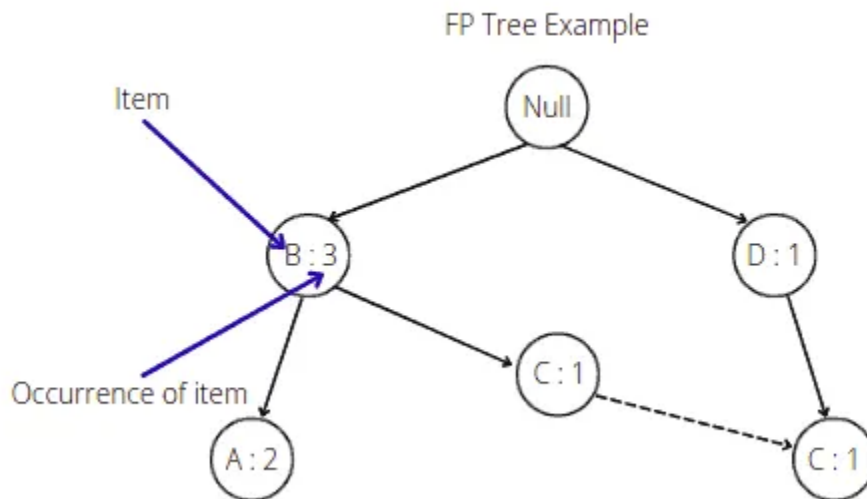 FP Tree Example
Item
Null
B : 3
D : 1
C : 1
Occurrence of item
A : 2
C : 1